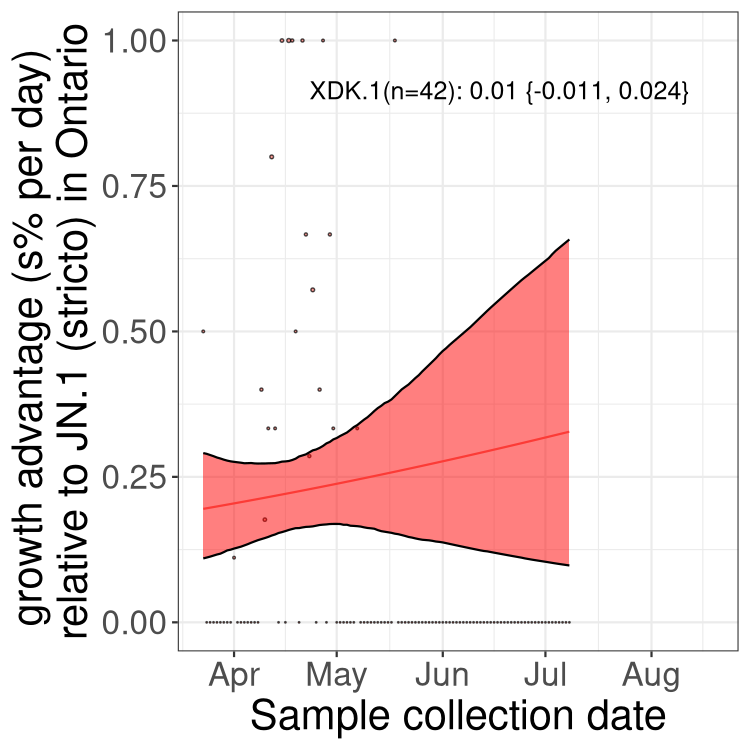 growth advantage (s% per day)
relative to JN.1 (stricto) in Ontario
1.00
0.75
0.50
0.25
0.00
XDK.1(n=42): 0.01 {-0.011, 0.024}
Apr May Jun Jul Aug
Sample collection date